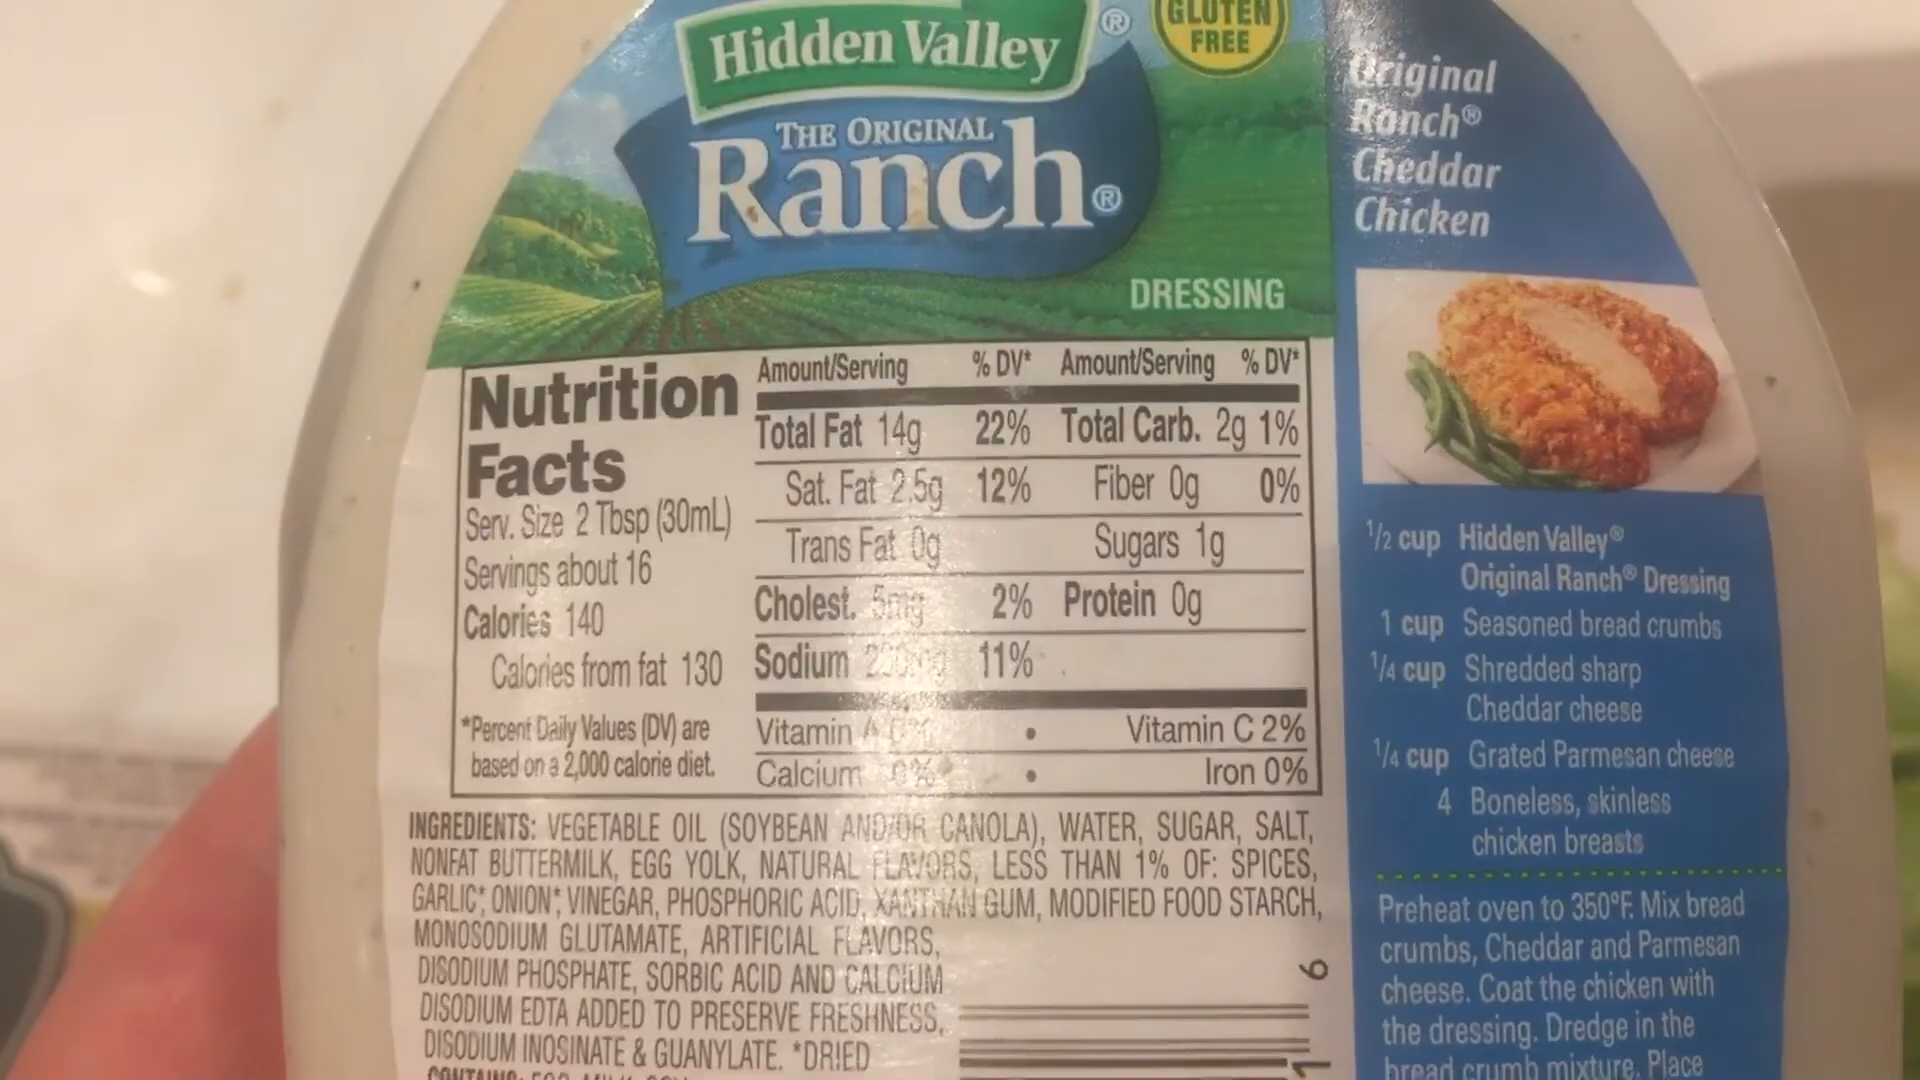 GLUTEN
FREE
Hidden Valley®
THE ORIGINAL
Ranch®
DRESSING
Nutrition
Facts
Serv. Size 2 Tbsp (30mL)
Servings about 16
Calories 140
Calories from fat 130
*Percent Daily Values (DV) are
based on a 2,000 calorie diet.
Amount/Serving % DV* Amount/Serving % DV*
Total Fat 14g 22% Total Carb. 2g 1%
Sat. Fat 2.5g 12% Fiber 0g 0%
Trans Fat 0g Sugars 1g
Cholest. 5mg 2% Protein 0g
Sodium 11%
Vitamin A 0% • Vitamin C 2%
Calcium 0% • Iron 0%
INGREDIENTS: VEGETABLE OIL (SOYBEAN AND/OR CANOLA), WATER, SUGAR, SALT,
NONFAT BUTTERMILK, EGG YOLK, NATURAL FLAVORS, LESS THAN 1% OF: SPICES,
GARLIC*, ONION*, VINEGAR, PHOSPHORIC ACID, XANTHAN GUM, MODIFIED FOOD STARCH,
MONOSODIUM GLUTAMATE, ARTIFICIAL FLAVORS,
DISODIUM PHOSPHATE, SORBIC ACID AND CALCIUM
DISODIUM EDTA ADDED TO PRESERVE FRESHNESS,
DISODIUM INOSINATE & GUANYLATE. *DRIED
6
1
Original
Ranch®
Cheddar
Chicken
1/2 cup Hidden Valley®
Original Ranch® Dressing
1 cup Seasoned bread crumbs
1/4 cup Shredded sharp
Cheddar cheese
1/4 cup Grated Parmesan cheese
4 Boneless, skinless
chicken breasts
Preheat oven to 350°F. Mix bread
crumbs, Cheddar and Parmesan
cheese. Coat the chicken with
the dressing. Dredge in the
bread crumb mixture. Place